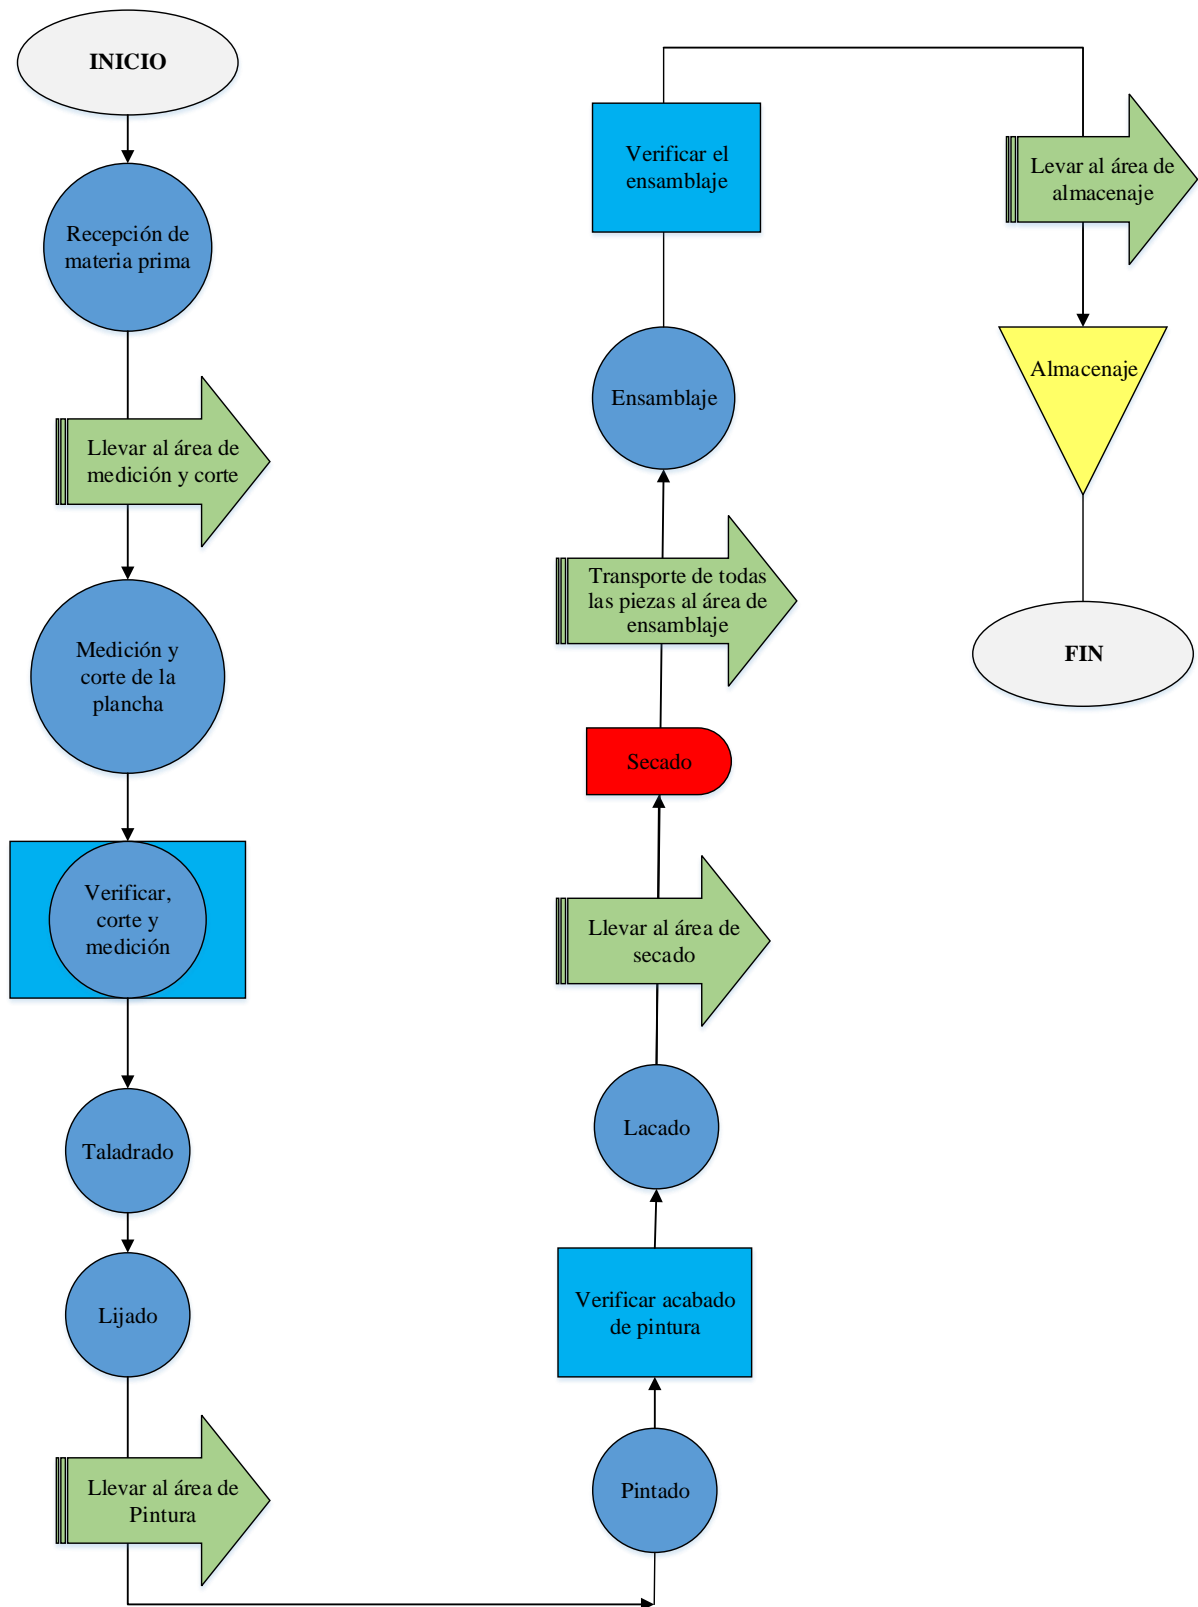 INICIO
Recepción de
materia prima
Llevar al área de
medición y corte
Medición y
corte de la
plancha
Verificar,
corte y
medición
Taladrado
Lijado
Llevar al área de
Pintura
Pintado
Verificar acabado
de pintura
Lacado
Llevar al área de
secado
Secado
Transporte de todas
las piezas al área de
ensamblaje
Ensamblaje
Verificar el
ensamblaje
Levar al área de
almacenaje
Almacenaje
FIN